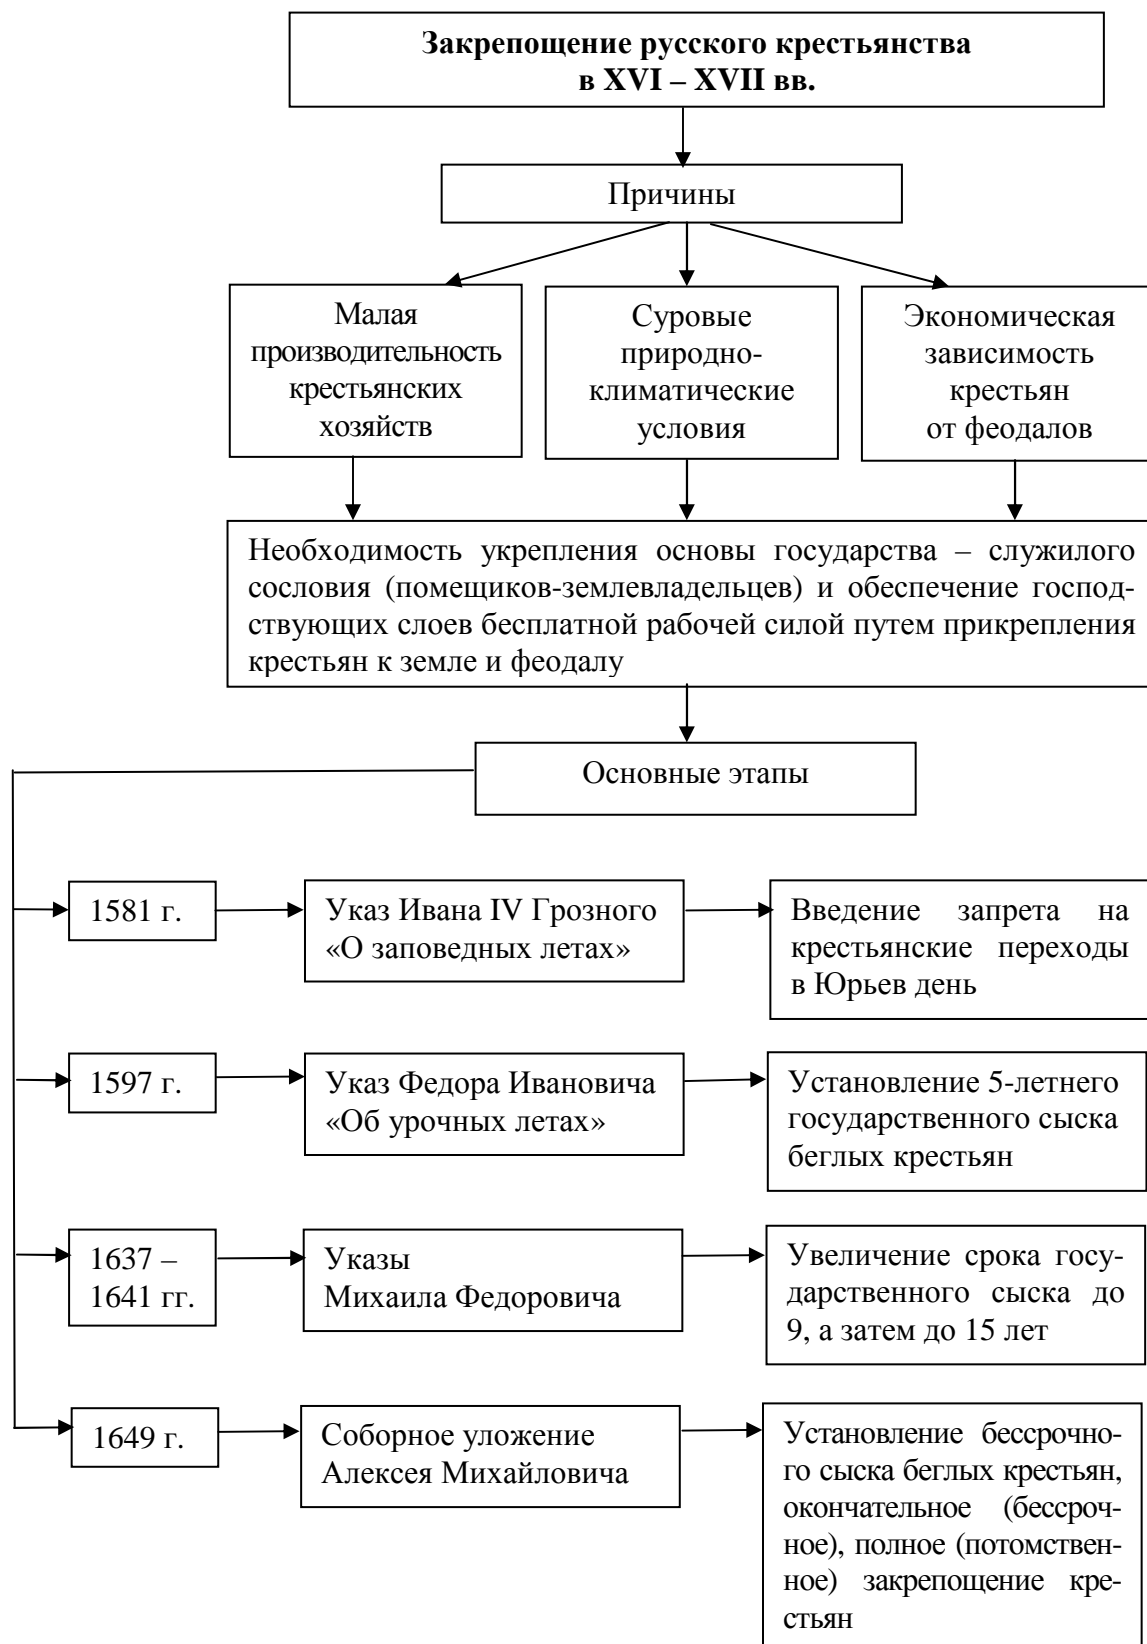 Закрепощение русского крестьянства
в XVI – XVII вв.
Причины
Малая
производительность
крестьянских
хозяйств
Суровые
природно-
климатические
условия
Экономическая
зависимость
крестьян
от феодалов
Необходимость укрепления основы государства – служилого
сословия (помещиков-землевладельцев) и обеспечение господ-
ствующих слоев бесплатной рабочей силой путем прикрепления
крестьян к земле и феодалу
Основные этапы
1581 г.
Указ Ивана IV Грозного
«О заповедных летах»
Введение запрета на
крестьянские переходы
в Юрьев день
1597 г.
Указ Федора Ивановича
«Об урочных летах»
Установление 5-летнего
государственного сыска
беглых крестьян
1637 –
1641 гг.
Указы
Михаила Федоровича
Увеличение срока госу-
дарственного сыска до
9, а затем до 15 лет
1649 г.
Соборное уложение
Алексея Михайловича
Установление бессрочно-
го сыска беглых крестьян,
окончательное (бессроч-
ное), полное (потомствен-
ное) закрепощение кре-
стьян